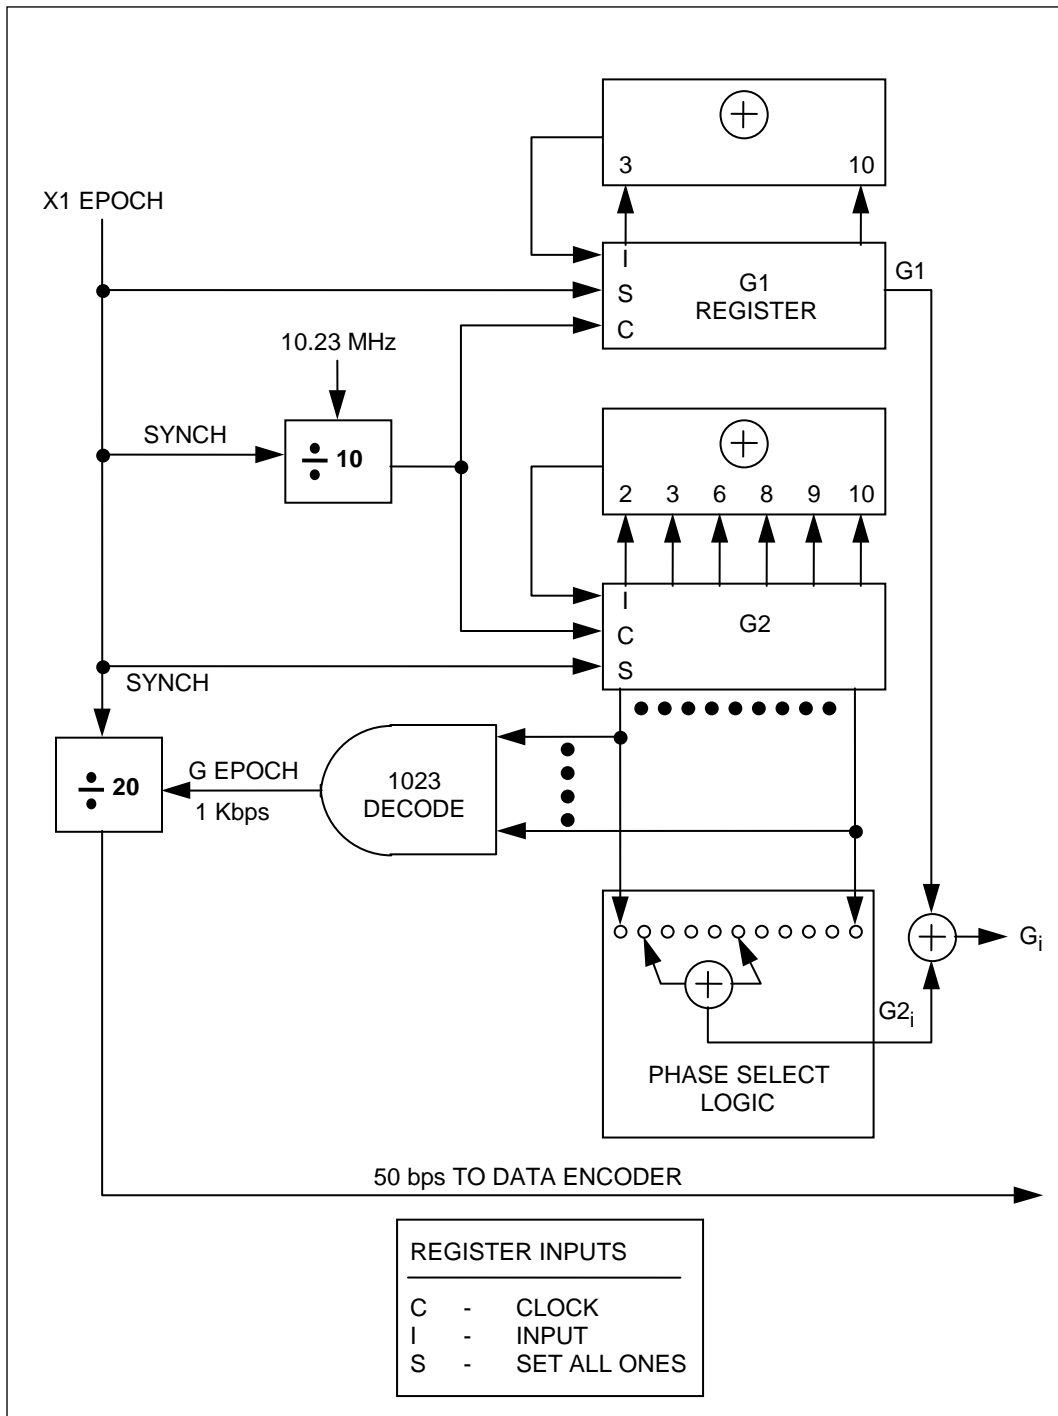 3 10
X1 EPOCH
I
S
C
G1
REGISTER
G1
10.23 MHz
SYNCH
÷ 10
2 3 6 8 9 10
I
C
S
G2
SYNCH
÷ 20
G EPOCH
1 Kbps
1023
DECODE
Gi
G2i
PHASE SELECT
LOGIC
50 bps TO DATA ENCODER
REGISTER INPUTS
C - CLOCK
I - INPUT
S - SET ALL ONES